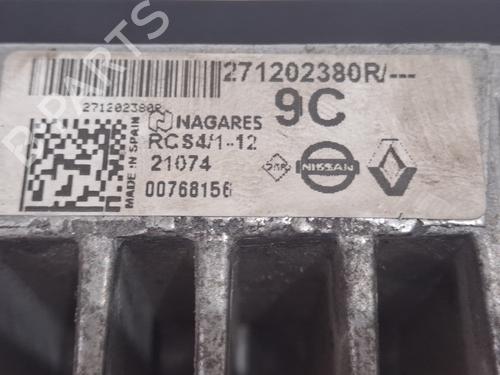 271202380R/---
271202380R
9C
NAGARES
RCS4/1-12
21074
00768156
MADE IN SPAIN
NISSAN
B-PARTS